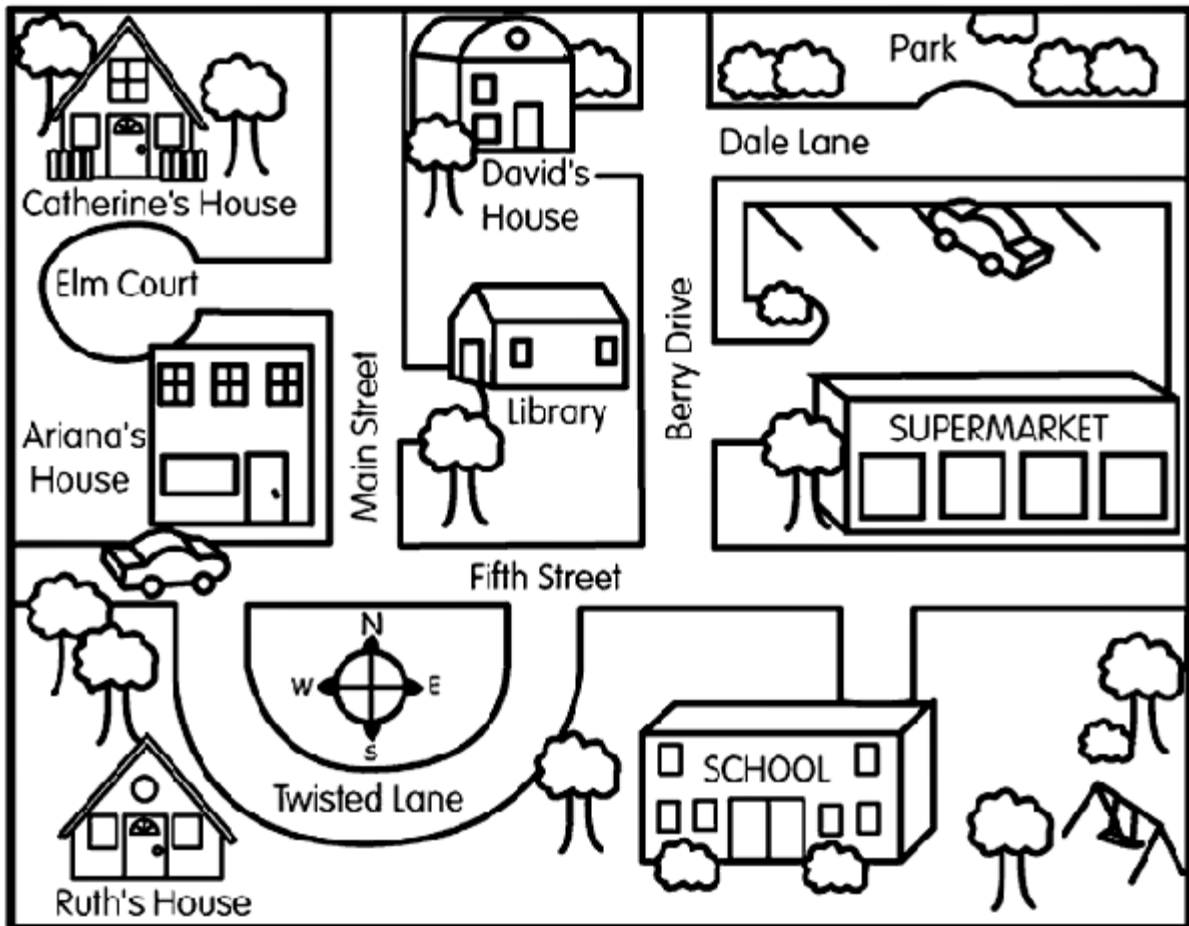 Park
Dale Lane
David's
House
Catherine's House
Elm Court
Main Street
Berry Drive
Library
Ariana's
House
SUPERMARKET
Fifth Street
N
W
E
S
SCHOOL
Twisted Lane
Ruth's House